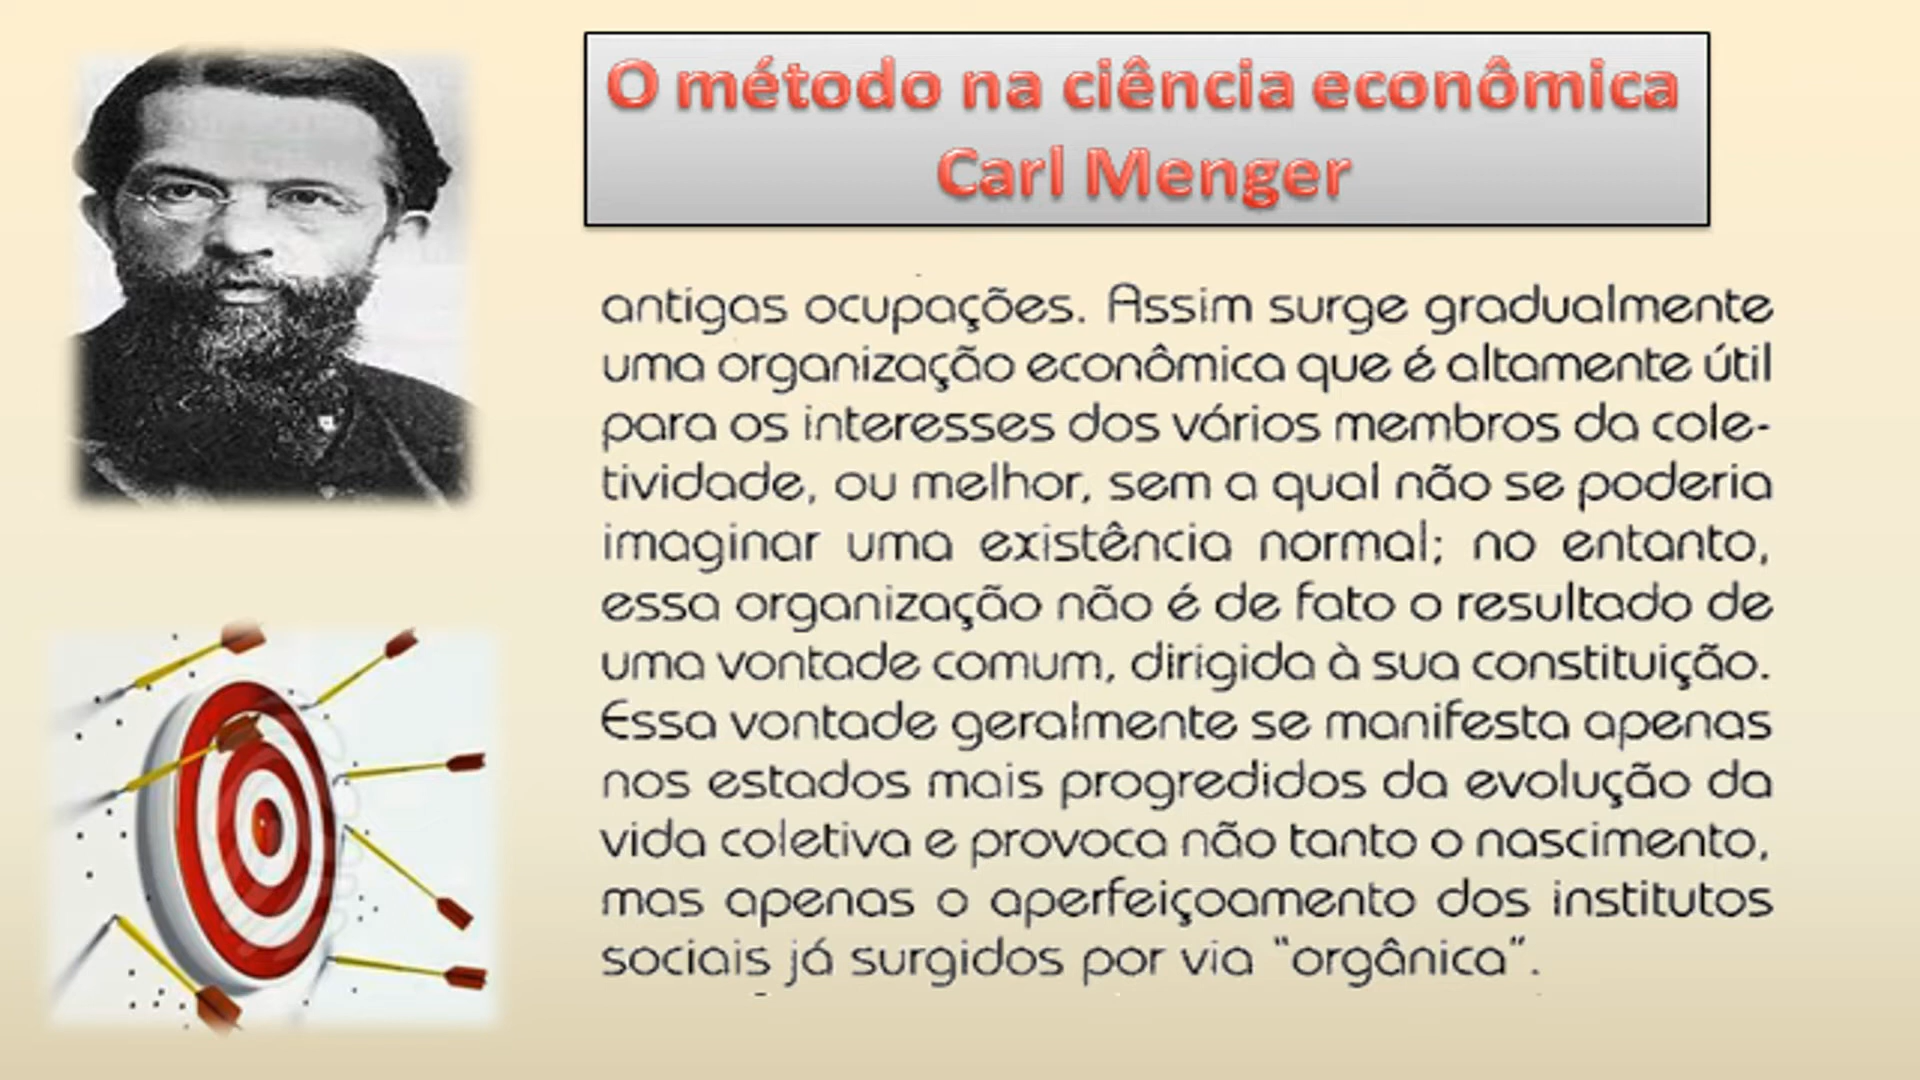 O método na ciência econômica
Carl Menger
antigas ocupações. Assim surge gradualmente
uma organização econômica que é altamente útil
para os interesses dos vários membros da cole-
tividade, ou melhor, sem a qual não se poderia
imaginar uma existência normal; no entanto,
essa organização não é de fato o resultado de
uma vontade comum, dirigida à sua constituição.
Essa vontade geralmente se manifesta apenas
nos estados mais progredidos da evolução da
vida coletiva e provoca não tanto o nascimento,
mas apenas o aperfeiçoamento dos institutos
sociais já surgidos por via “orgânica”.